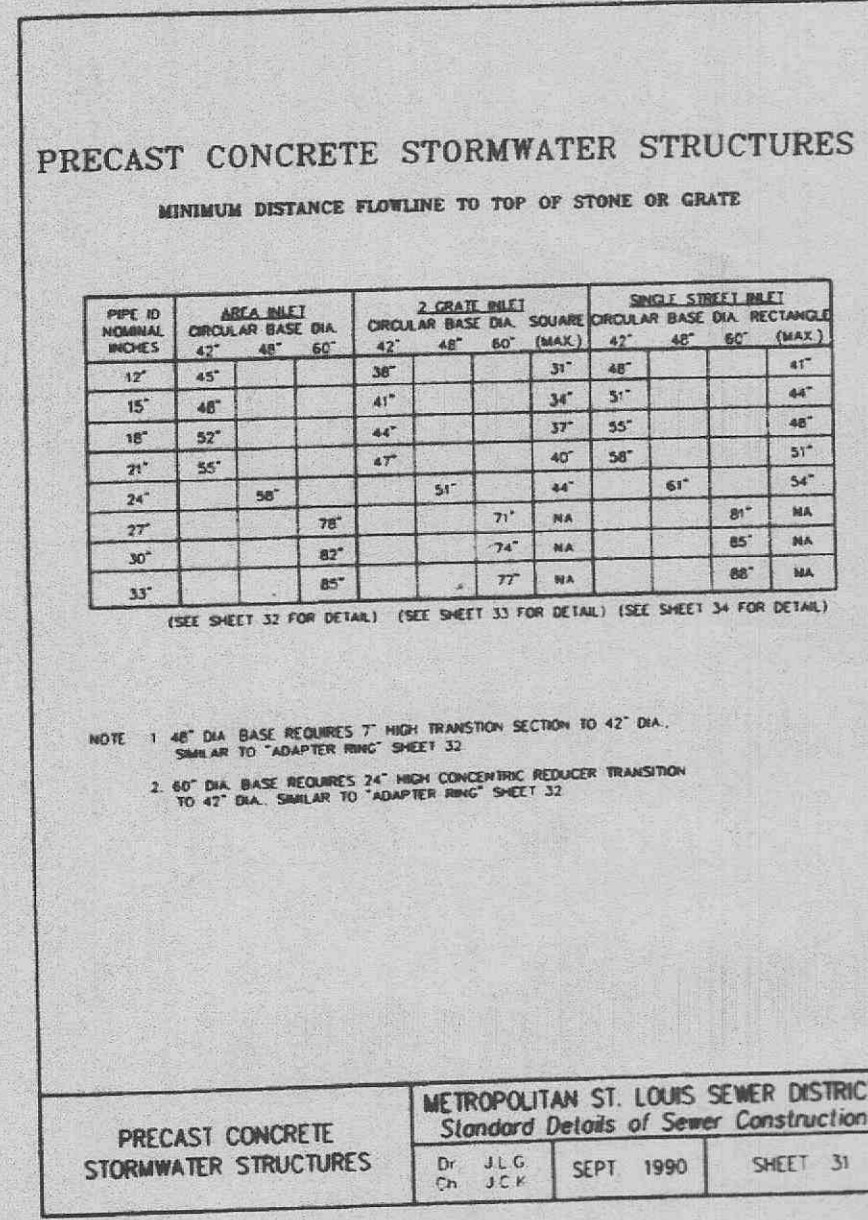 PRECAST CONCRETE STORMWATER STRUCTURES
MINIMUM DISTANCE FLOWLINE TO TOP OF STONE OR GRATE
PIPE ID NOMINAL INCHES
AREA INLET
CIRCULAR BASE DIA.
42" 48" 60"
2 GRATE INLET
CIRCULAR BASE DIA. SQUARE
42" 48" 60" (MAX.)
SINGLE STREET INLET
CIRCULAR BASE DIA. RECTANGLE
42" 48" 60" (MAX.)
12" 45" 38" 31" 48" 41"
15" 48" 41" 34" 51" 44"
18" 52" 44" 37" 55" 48"
21" 55" 47" 40" 58" 51"
24" 58" 51" 44" 61" 54"
27" 78" 71" NA 81" NA
30" 82" 74" NA 85" NA
33" 85" 77" NA 88" NA
(SEE SHEET 32 FOR DETAIL) (SEE SHEET 33 FOR DETAIL) (SEE SHEET 34 FOR DETAIL)
NOTE 1 48" DIA BASE REQUIRES 7" HIGH TRANSTION SECTION TO 42" DIA.,
SIMILAR TO "ADAPTER RING" SHEET 32
2. 60" DIA. BASE REQUIRES 24" HIGH CONCENTRIC REDUCER TRANSITION
TO 42" DIA., SIMILAR TO "ADAPTER RING" SHEET 32
PRECAST CONCRETE
STORMWATER STRUCTURES
METROPOLITAN ST. LOUIS SEWER DISTRIC
Standard Details of Sewer Construction
Dr. J.L.G
Ch J.C.K
SEPT 1990
SHEET 31